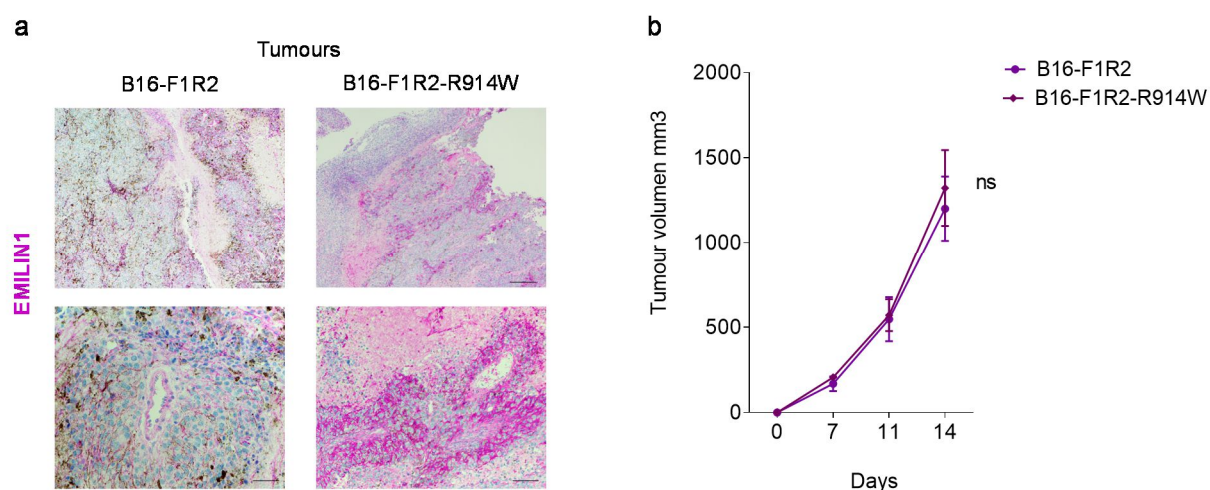 a
Tumours
B16-F1R2 B16-F1R2-R914W
EMILIN1
b
Tumour volumen mm3
2000
1500
1000
500
0
0 7 11 14
Days
B16-F1R2
B16-F1R2-R914W
ns